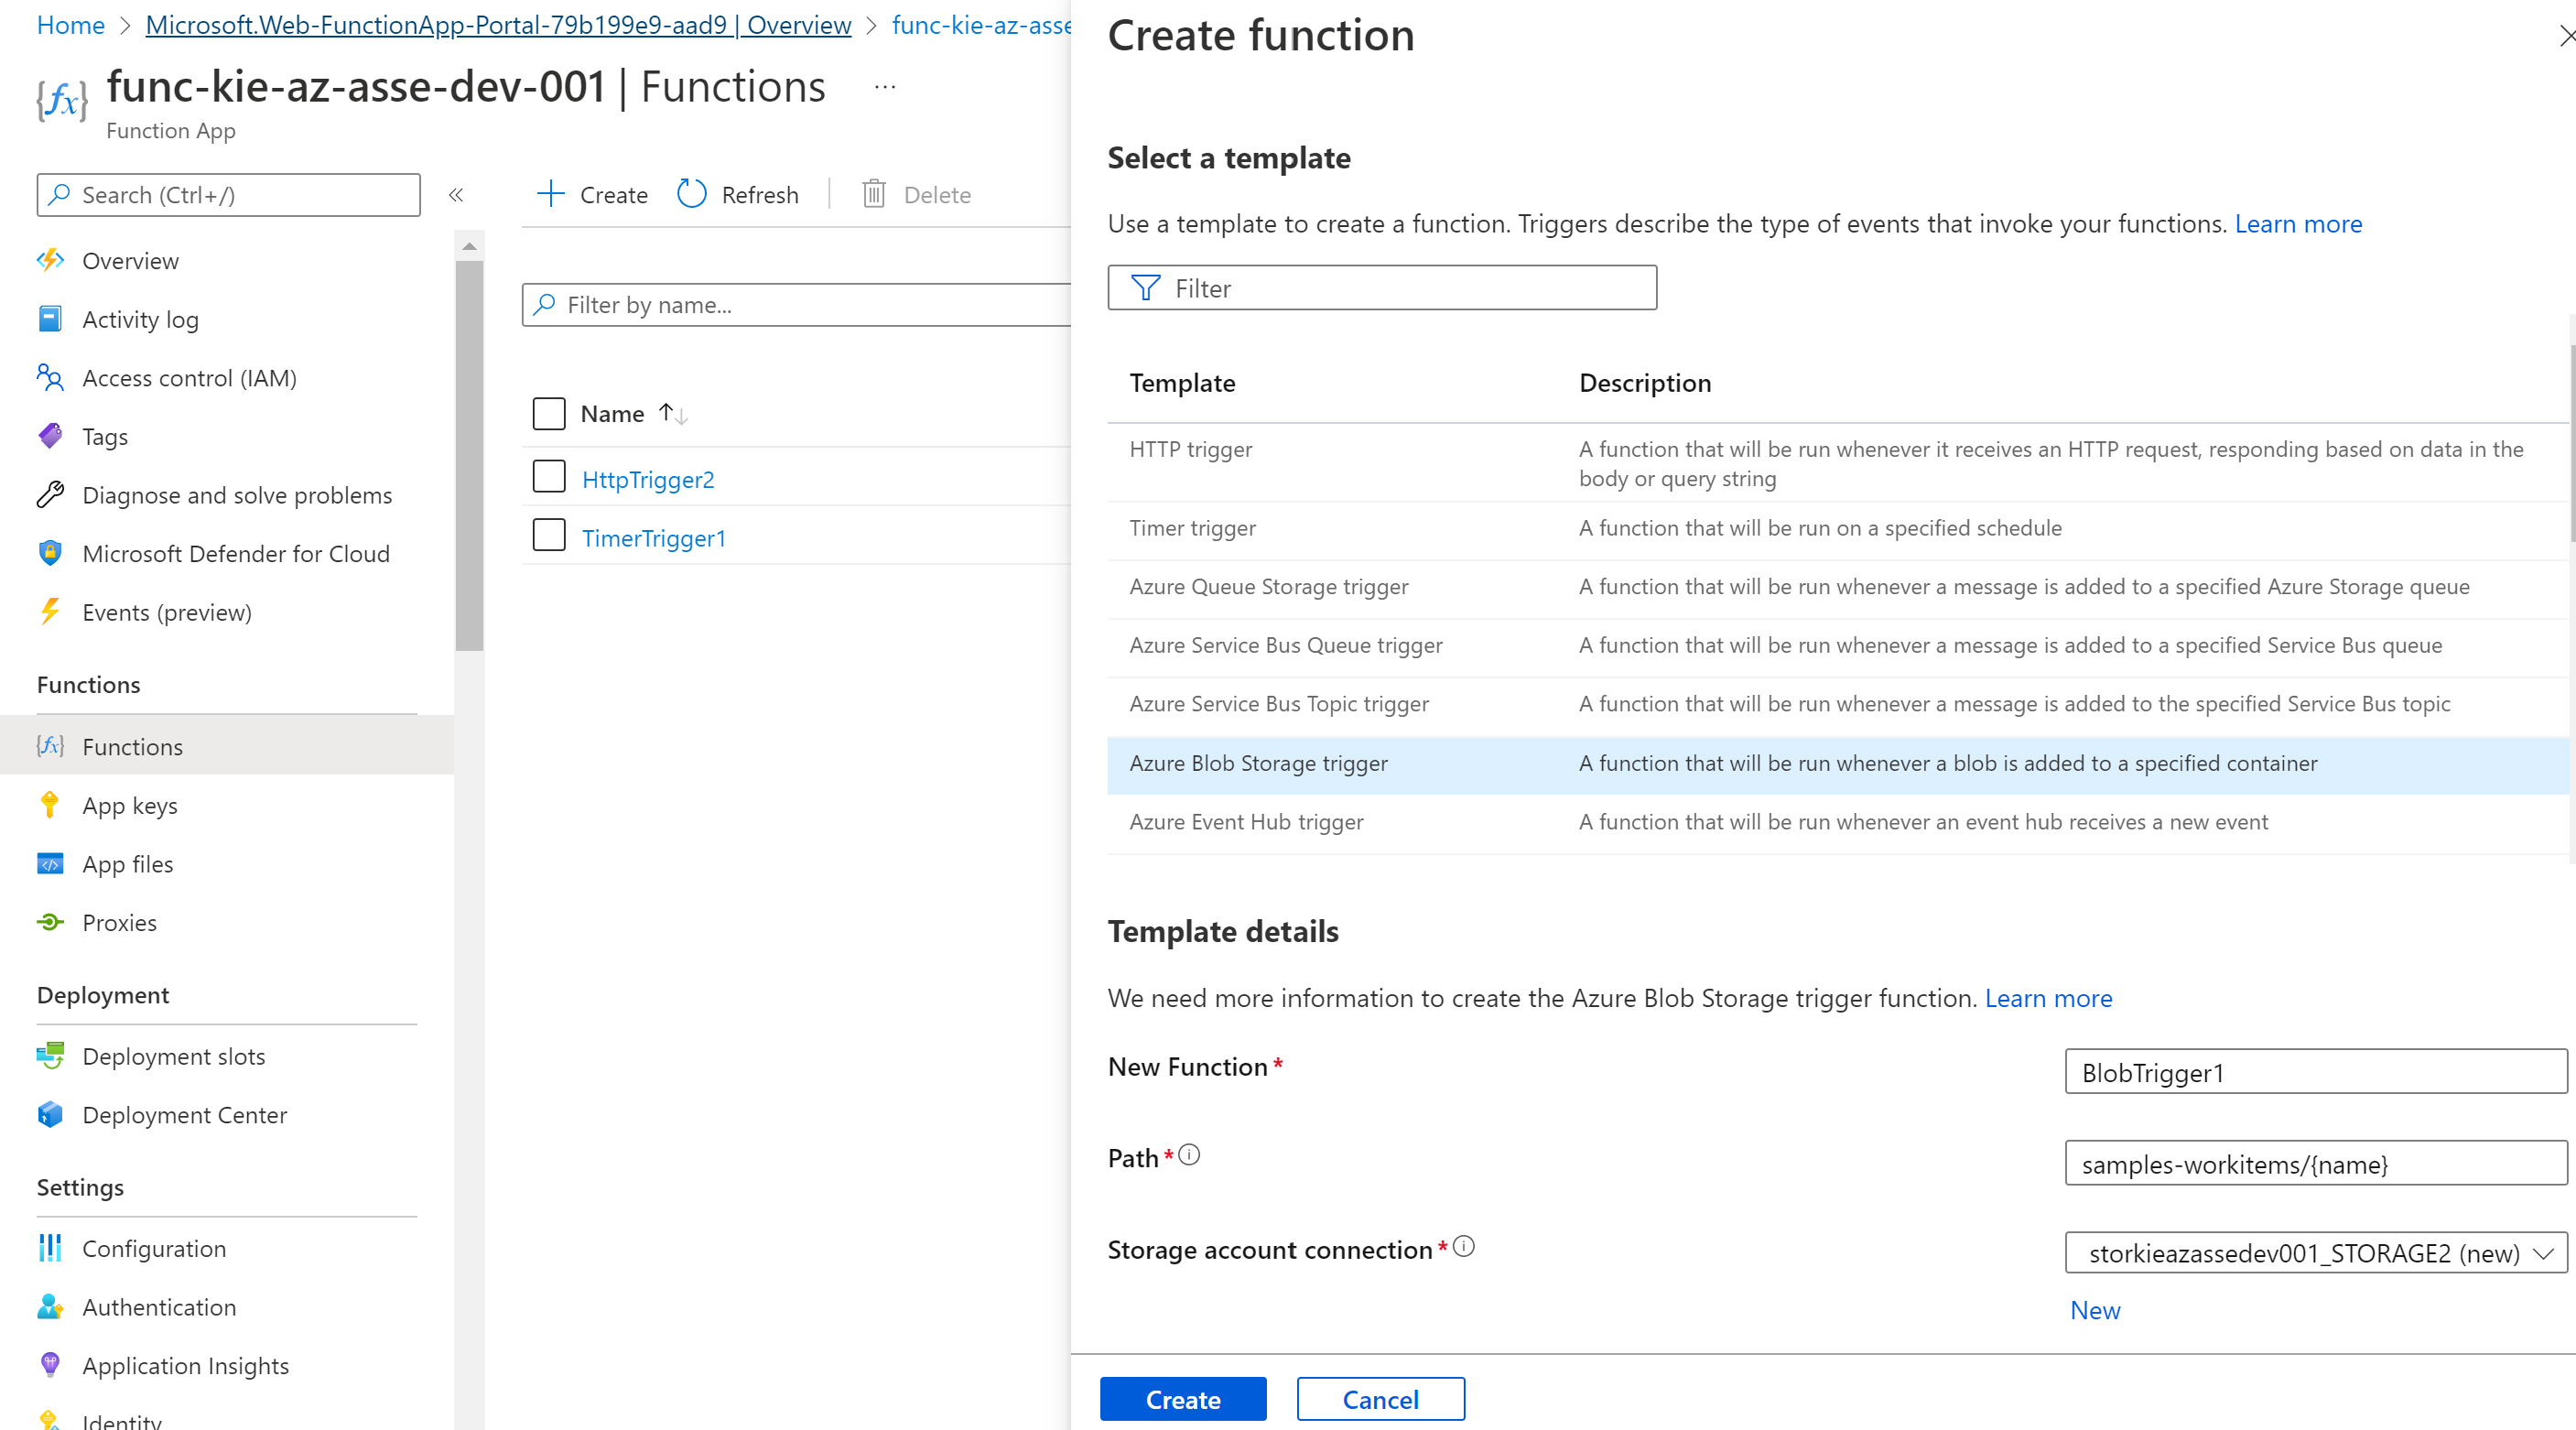 Home > Microsoft.Web-FunctionApp-Portal-79b199e9-aad9 | Overview > func-kie-az-asse
{fx} func-kie-az-asse-dev-001 | Functions ...
Function App
Search (Ctrl+/) «
Overview
Activity log
Access control (IAM)
Tags
Diagnose and solve problems
Microsoft Defender for Cloud
Events (preview)
Functions
{fx} Functions
App keys
App files
Proxies
Deployment
Deployment slots
Deployment Center
Settings
Configuration
Authentication
Application Insights
Identity
+ Create Refresh | Delete
Filter by name...
Name ↑↓
HttpTrigger2
TimerTrigger1
Create function
Select a template
Use a template to create a function. Triggers describe the type of events that invoke your functions. Learn more
Filter
Template Description
HTTP trigger A function that will be run whenever it receives an HTTP request, responding based on data in the
body or query string
Timer trigger A function that will be run on a specified schedule
Azure Queue Storage trigger A function that will be run whenever a message is added to a specified Azure Storage queue
Azure Service Bus Queue trigger A function that will be run whenever a message is added to a specified Service Bus queue
Azure Service Bus Topic trigger A function that will be run whenever a message is added to the specified Service Bus topic
Azure Blob Storage trigger A function that will be run whenever a blob is added to a specified container
Azure Event Hub trigger A function that will be run whenever an event hub receives a new event
Template details
We need more information to create the Azure Blob Storage trigger function. Learn more
New Function* BlobTrigger1
Path* samples-workitems/{name}
Storage account connection* storkieazassedev001_STORAGE2 (new)
New
Create Cancel